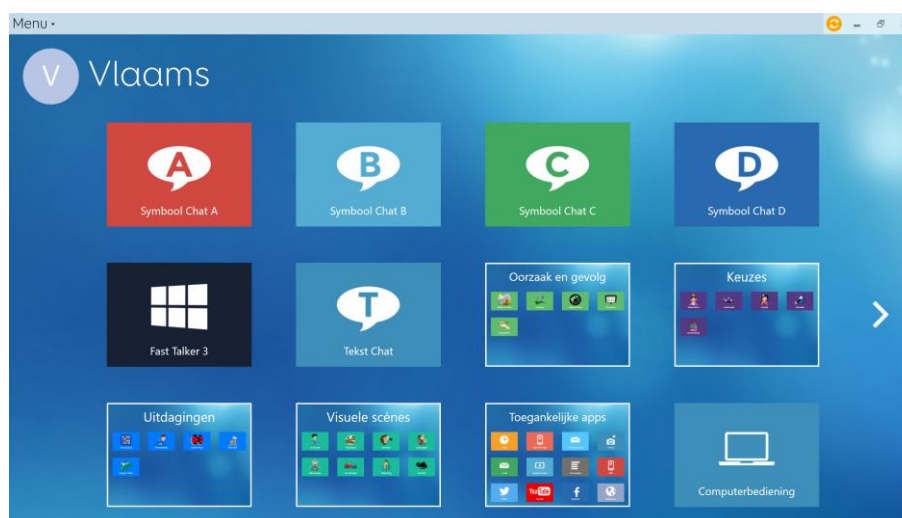 Menu
V
Vlaams
A
Symbool Chat A
B
Symbool Chat B
C
Symbool Chat C
D
Symbool Chat D
Fast Talker 3
T
Tekst Chat
Oorzaak en gevolg
Keuzes
Uitdagingen
Visuele scènes
Toegankelijke apps
YouTube
f
Computerbediening